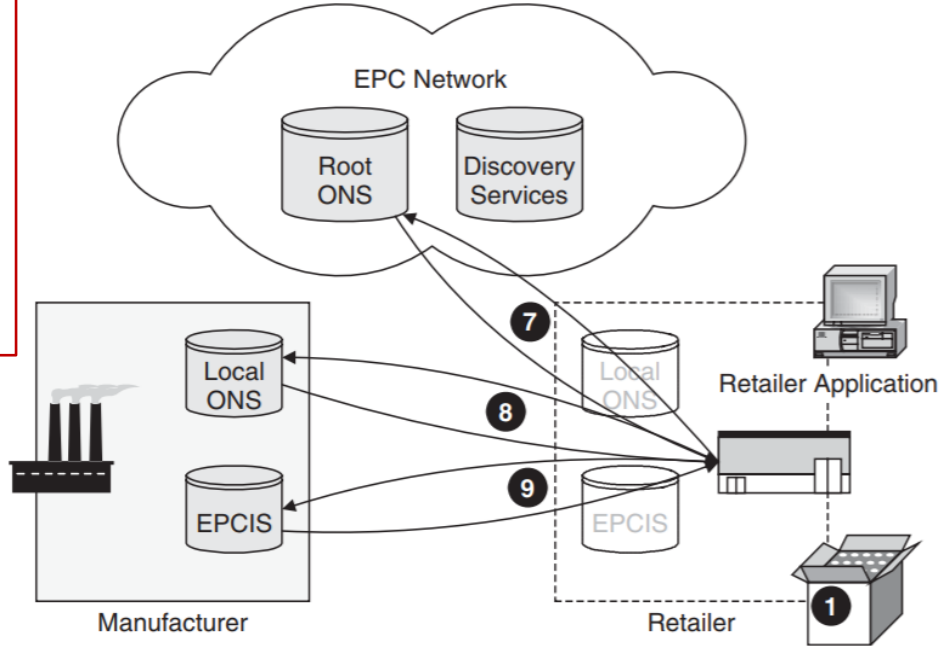 EPC Network
Root
ONS
Discovery
Services
7
Local
ONS
Local
ONS
Retailer Application
8
9
EPCIS
EPCIS
1
Manufacturer
Retailer